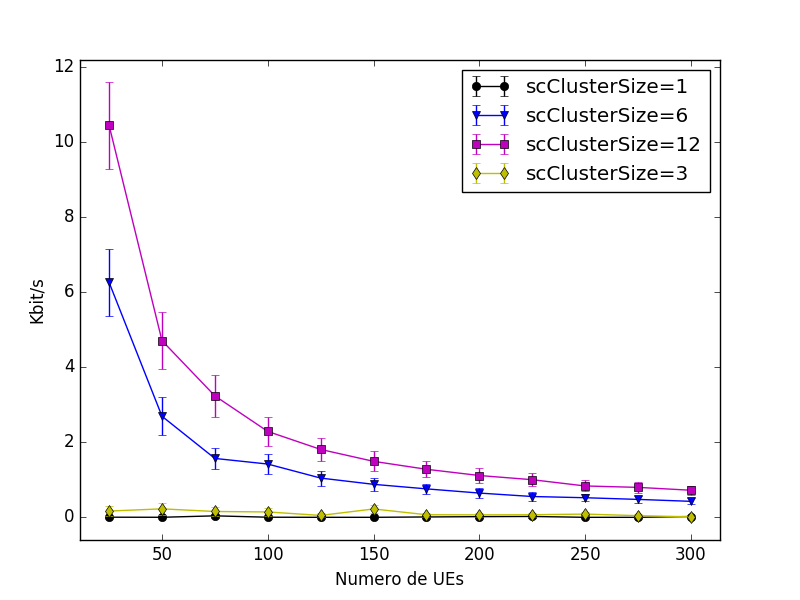 12
10
8
6
4
2
0
Kbit/s
50 100 150 200 250 300
Numero de UEs
scClusterSize=1
scClusterSize=6
scClusterSize=12
scClusterSize=3